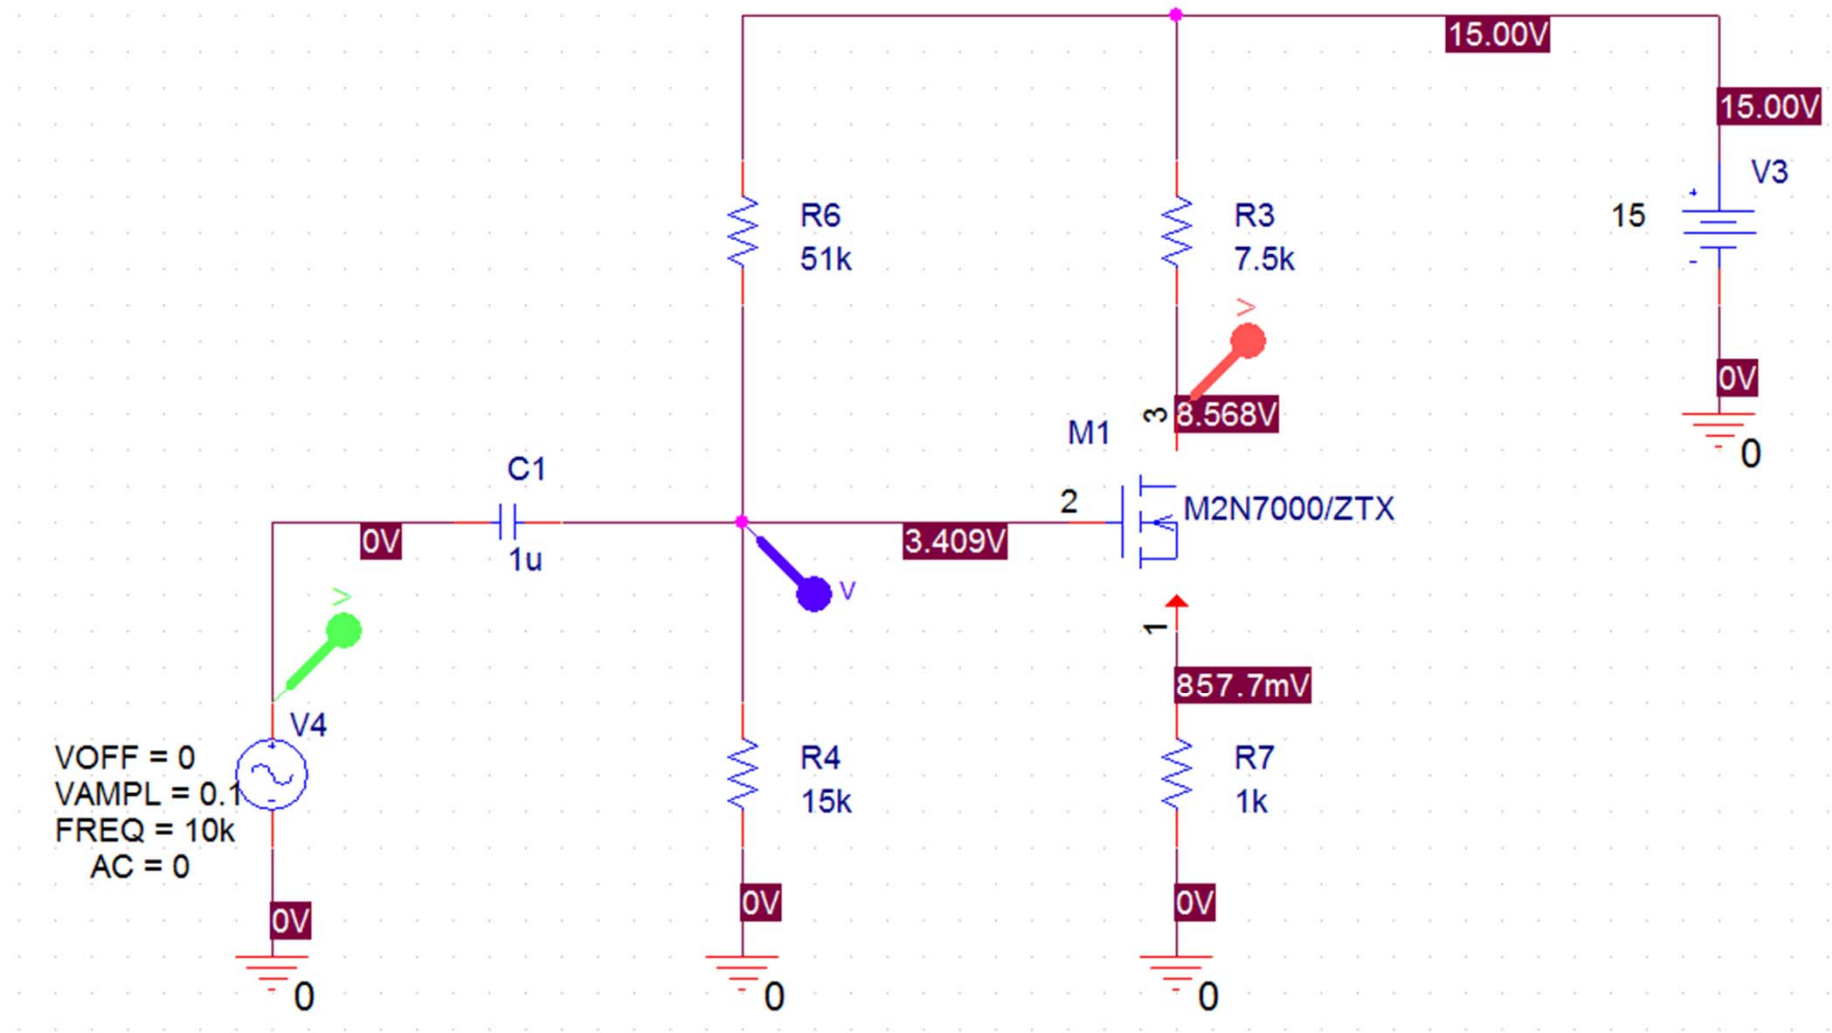 15.00V
15.00V
V3
15
R6
51k
R3
7.5k
>
0V
3
8.568V
M1
0
C1
2
M2N7000/ZTX
0V
3.409V
1u
V
>
1
857.7mV
V4
VOFF = 0
VAMPL = 0.1
FREQ = 10k
AC = 0
R4
15k
R7
1k
0V
0V
0V
0
0
0